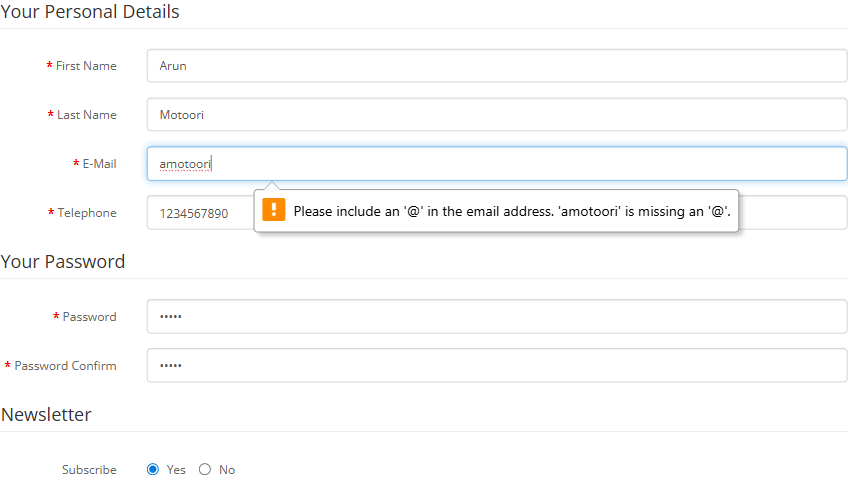 Your Personal Details
* First Name Arun
* Last Name Motoori
* E-Mail amotoori
Please include an '@' in the email address. 'amotoori' is missing an '@'.
* Telephone 1234567890
Your Password
* Password •••••
* Password Confirm •••••
Newsletter
Subscribe Yes No